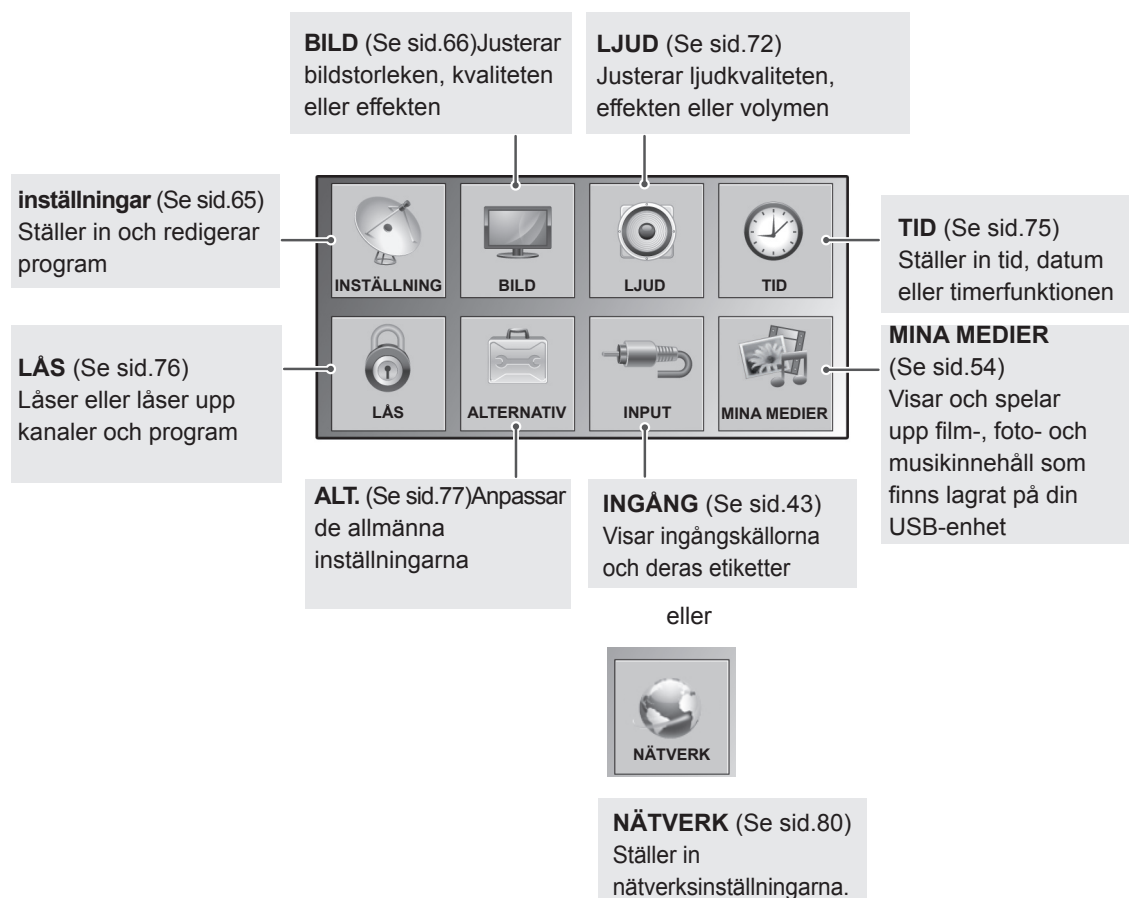 BILD (Se sid.66)Justerar
bildstorleken, kvaliteten
eller effekten
LJUD (Se sid.72)
Justerar ljudkvaliteten,
effekten eller volymen
inställningar (Se sid.65)
Ställer in och redigerar
program
INSTÄLLNING
BILD
LJUD
TID
TID (Se sid.75)
Ställer in tid, datum
eller timerfunktionen
LÅS (Se sid.76)
Låser eller låser upp
kanaler och program
LÅS
ALTERNATIV
INPUT
MINA MEDIER
MINA MEDIER
(Se sid.54)
Visar och spelar
upp film-, foto- och
musikinnehåll som
finns lagrat på din
USB-enhet
ALT. (Se sid.77)Anpassar
de allmänna
inställningarna
INGÅNG (Se sid.43)
Visar ingångskällorna
och deras etiketter
eller
NÄTVERK
NÄTVERK (Se sid.80)
Ställer in
nätverksinställningarna.